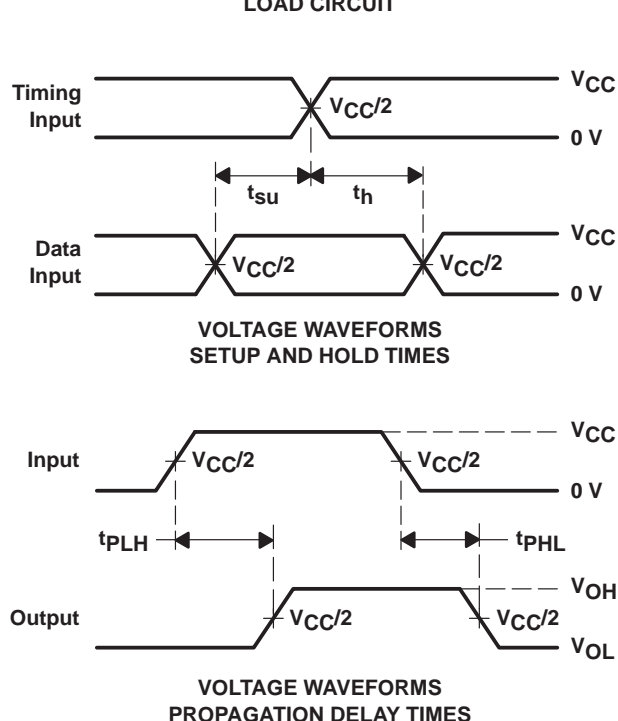 LOAD CIRCUIT
Timing
Input
VCC/2
VCC
0 V
tsu
th
Data
Input
VCC/2
VCC/2
VCC
0 V
VOLTAGE WAVEFORMS
SETUP AND HOLD TIMES
Input
VCC/2
VCC/2
VCC
0 V
tPLH
tPHL
Output
VCC/2
VCC/2
VOH
VOL
VOLTAGE WAVEFORMS
PROPAGATION DELAY TIMES